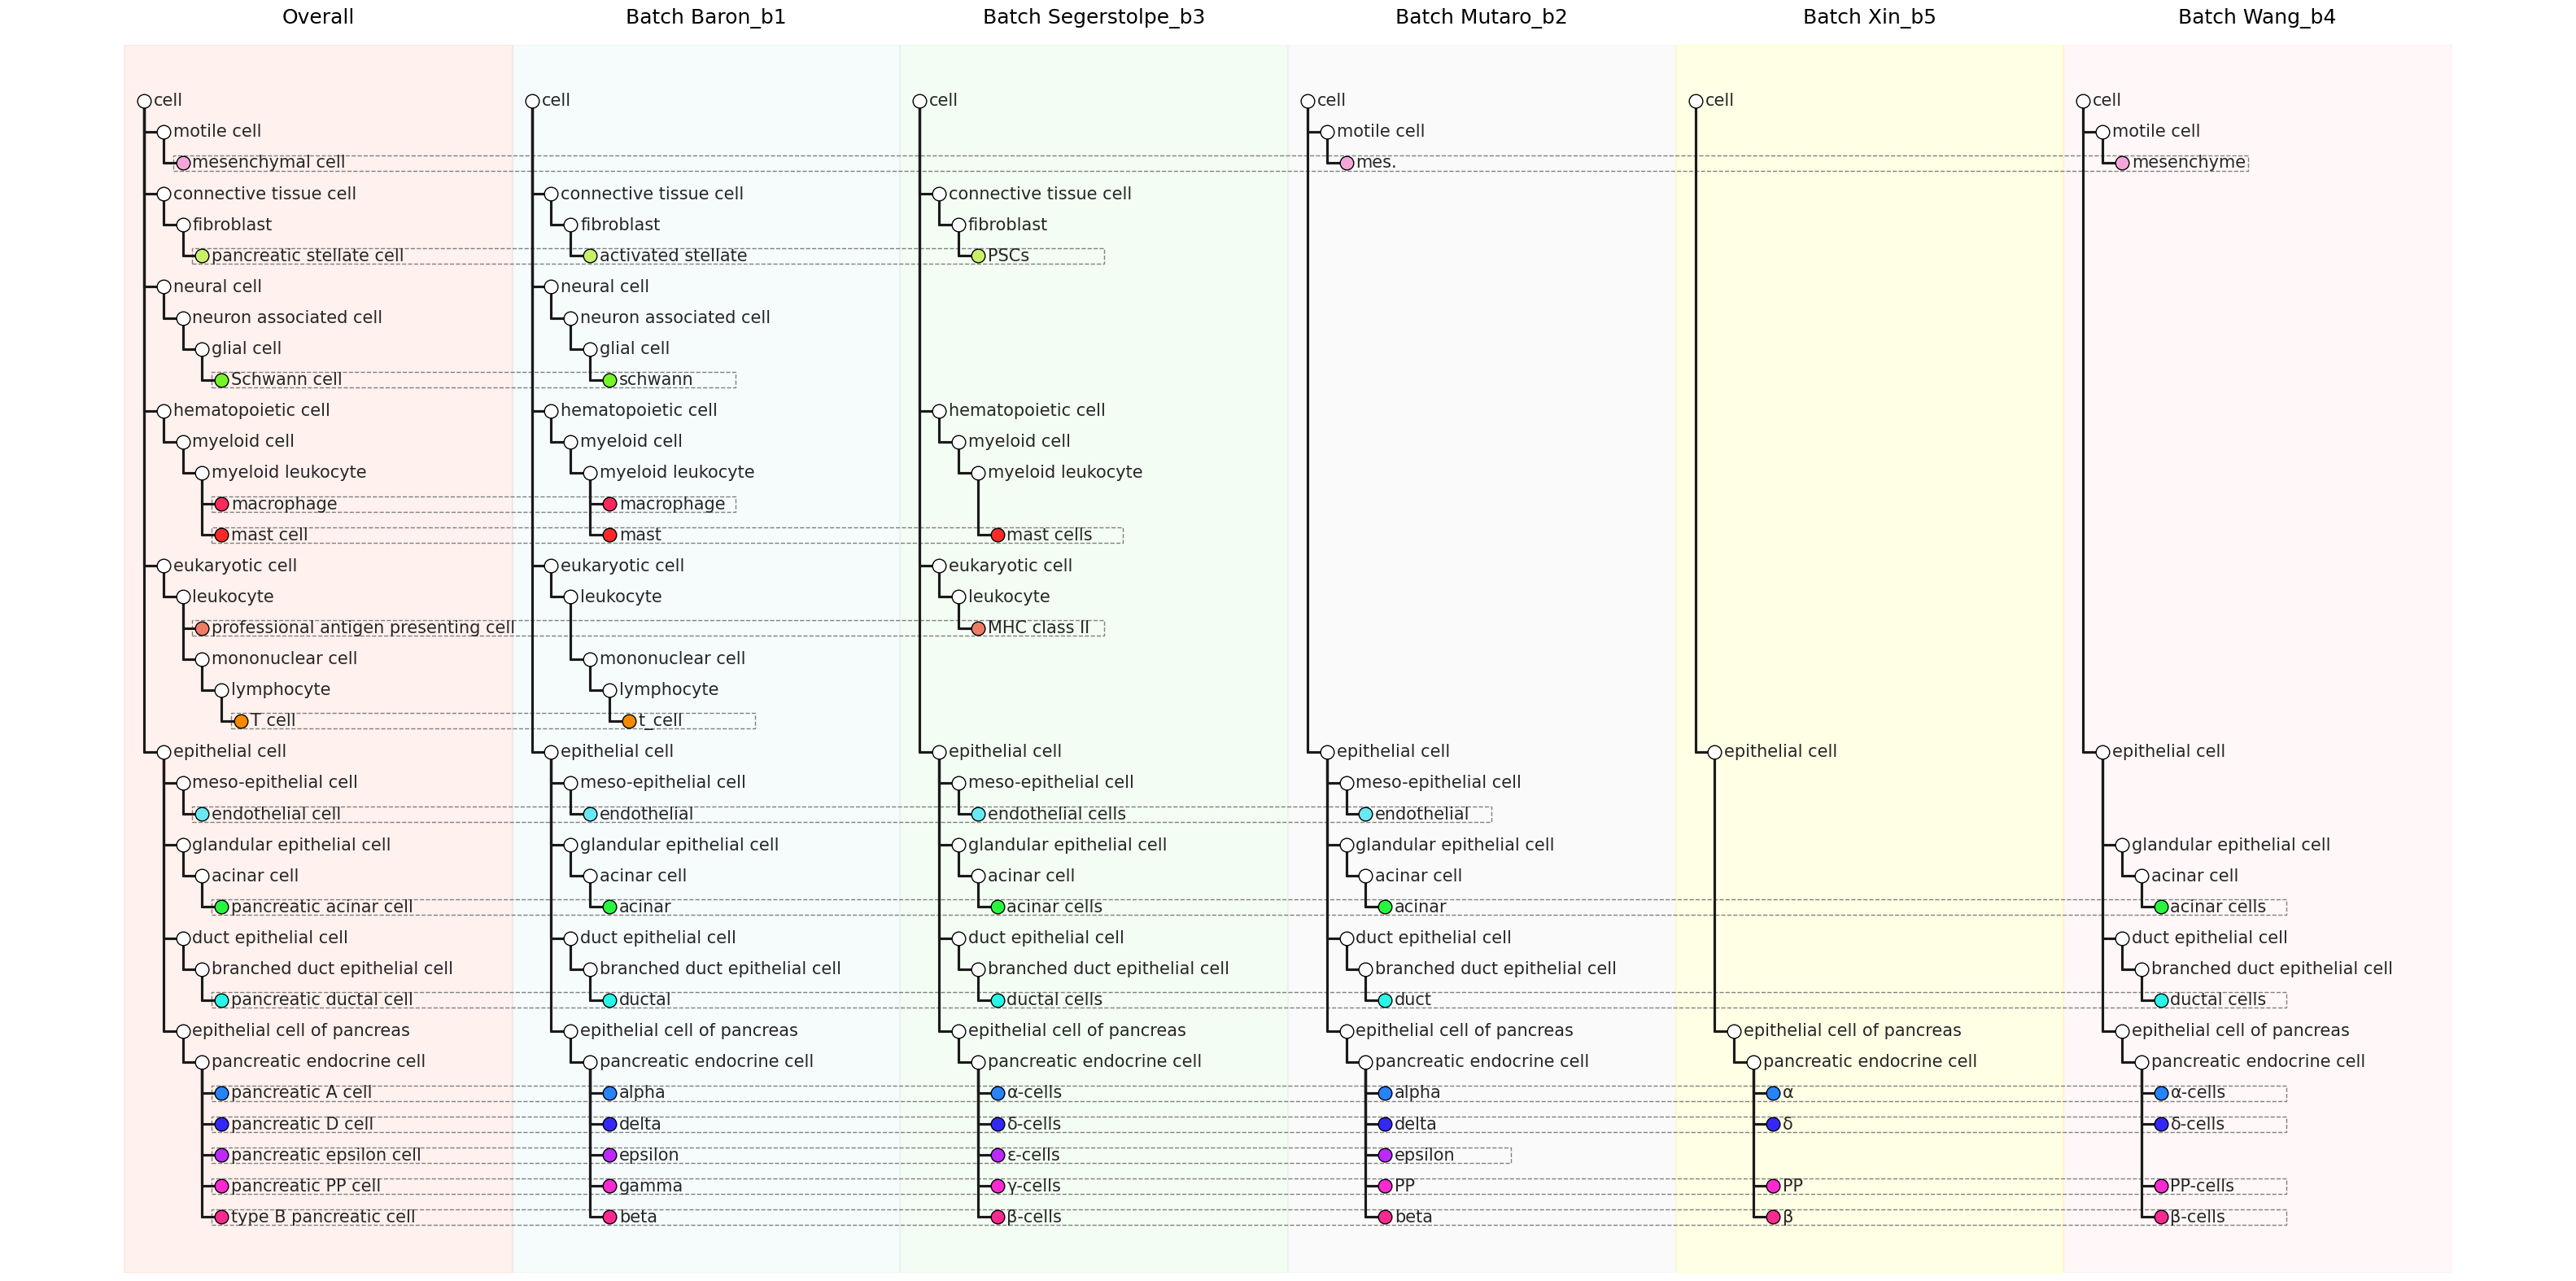 Overall Batch Baron_b1 Batch Segerstolpe_b3 Batch Mutaro_b2 Batch Xin_b5 Batch Wang_b4
cell cell cell cell cell cell
motile cell motile cell motile cell
mesenchymal cell mes. mesenchyme
connective tissue cell connective tissue cell connective tissue cell
fibroblast fibroblast fibroblast
pancreatic stellate cell activated stellate PSCs
neural cell neural cell
neuron associated cell neuron associated cell
glial cell glial cell
Schwann cell schwann
hematopoietic cell hematopoietic cell hematopoietic cell
myeloid cell myeloid cell myeloid cell
myeloid leukocyte myeloid leukocyte myeloid leukocyte
macrophage macrophage
mast cell mast mast cells
eukaryotic cell eukaryotic cell eukaryotic cell
leukocyte leukocyte leukocyte
professional antigen presenting cell MHC class II
mononuclear cell mononuclear cell
lymphocyte lymphocyte
T cell t_cell
epithelial cell epithelial cell epithelial cell epithelial cell epithelial cell epithelial cell
meso-epithelial cell meso-epithelial cell meso-epithelial cell meso-epithelial cell
endothelial cell endothelial endothelial cells endothelial
glandular epithelial cell glandular epithelial cell glandular epithelial cell glandular epithelial cell glandular epithelial cell
acinar cell acinar cell acinar cell acinar cell acinar cell
pancreatic acinar cell acinar acinar cells acinar acinar cells
duct epithelial cell duct epithelial cell duct epithelial cell duct epithelial cell duct epithelial cell
branched duct epithelial cell branched duct epithelial cell branched duct epithelial cell branched duct epithelial cell branched duct epithelial cell
pancreatic ductal cell ductal ductal cells duct ductal cells
epithelial cell of pancreas epithelial cell of pancreas epithelial cell of pancreas epithelial cell of pancreas epithelial cell of pancreas epithelial cell of pancreas
pancreatic endocrine cell pancreatic endocrine cell pancreatic endocrine cell pancreatic endocrine cell pancreatic endocrine cell pancreatic endocrine cell
pancreatic A cell alpha α-cells alpha α α-cells
pancreatic D cell delta δ-cells delta δ δ-cells
pancreatic epsilon cell epsilon ε-cells epsilon
pancreatic PP cell gamma γ-cells PP PP PP-cells
type B pancreatic cell beta β-cells beta β β-cells